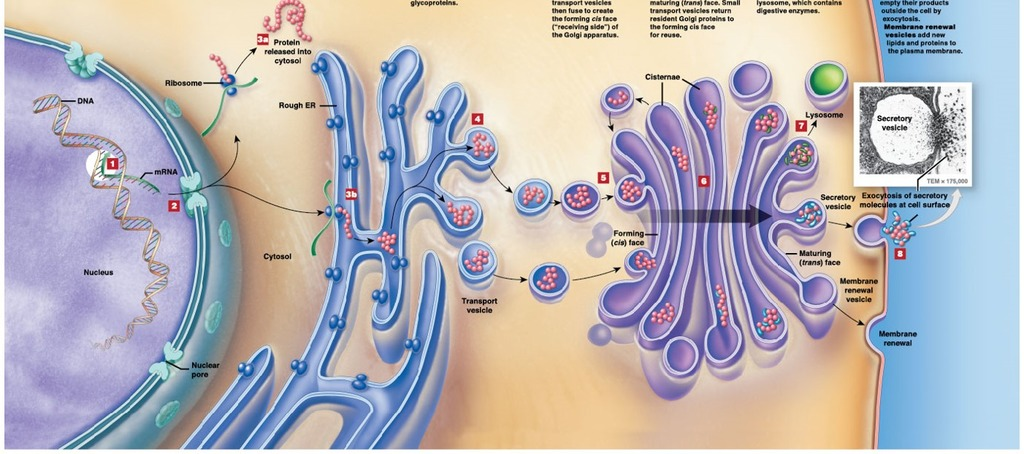 glycoproteins.
transport vesicles
then fuse to create
the forming cis face
("receiving side") of
the Golgi apparatus.
maturing (trans) face. Small
transport vesicles return
resident Golgi proteins to
the forming cis face
for reuse.
lysosome, which contains
digestive enzymes.
empty their products
outside the cell by
exocytosis.
Membrane renewal
vesicles add new
lipids and proteins to
the plasma membrane.
3a
Protein
released into
cytosol
Ribosome
DNA
Rough ER
Cisternae
4
7
Lysosome
Secretory
vesicle
TEM × 175,000
1
mRNA
2
3b
5
6
Secretory
vesicle
Exocytosis of secretory
molecules at cell surface
8
Forming
(cis) face
Maturing
(trans) face
Cytosol
Nucleus
Transport
vesicle
Membrane
renewal
vesicle
Membrane
renewal
Nuclear
pore